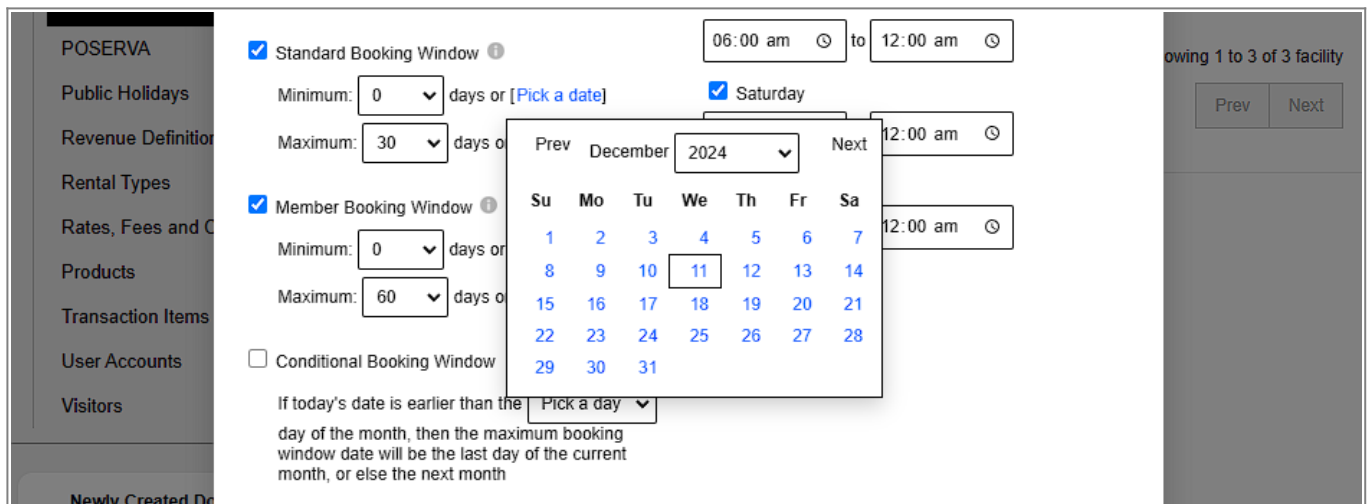 POSERVA
Public Holidays
Revenue Definition
Rental Types
Rates, Fees and
Products
Transaction Items
User Accounts
Visitors
Newly Created
Standard Booking Window
Minimum: 0 days or [Pick a date]
Maximum: 30 days
Member Booking Window
Minimum: 0 days or
Maximum: 60 days
Conditional Booking Window
If today's date is earlier than the Pick a day
day of the month, then the maximum booking
window date will be the last day of the current
month, or else the next month
06:00 am to 12:00 am
Saturday
12:00 am
12:00 am
Prev December 2024 Next
Su Mo Tu We Th Fr Sa
1 2 3 4 5 6 7
8 9 10 11 12 13 14
15 16 17 18 19 20 21
22 23 24 25 26 27 28
29 30 31
owing 1 to 3 of 3 facility
Prev Next